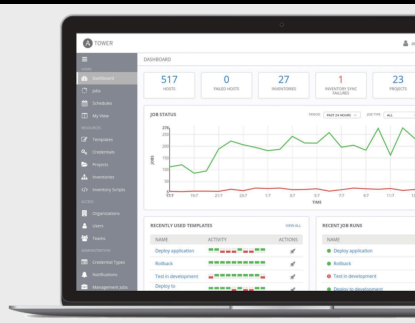 A TOWER
DASHBOARD
Dashboard
Jobs
Schedules
My View
RESOURCES
Templates
Credentials
Projects
Inventories
Inventory Scripts
Organizations
Users
Teams
Credential Types
Notifications
Management Jobs
517
HOSTS
0
FAILED HOSTS
27
INVENTORIES
1
INVENTORY SYNC
FAILURES
23
PROJECTS
JOB STATUS
PERIOD
PAST 24 HOURS
JOB TYPE
ALL
JOBS
TIME
RECENTLY USED TEMPLATES
VIEW ALL
NAME
ACTIVITY
ACTIONS
Deploy application
Rollback
Test in development
Deploy to
RECENT JOB RUNS
NAME
Deploy application
Rollback
Test in development
Deploy to development